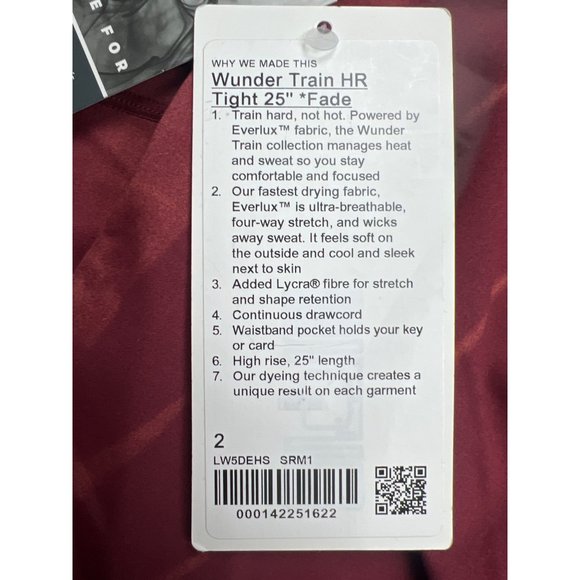 E FOR
WHY WE MADE THIS
Wunder Train HR
Tight 25" *Fade
1. Train hard, not hot. Powered by
Everlux™ fabric, the Wunder
Train collection manages heat
and sweat so you stay
comfortable and focused
2. Our fastest drying fabric,
Everlux™ is ultra-breathable,
four-way stretch, and wicks
away sweat. It feels soft on
the outside and cool and sleek
next to skin
3. Added Lycra® fibre for stretch
and shape retention
4. Continuous drawcord
5. Waistband pocket holds your key
or card
6. High rise, 25" length
7. Our dyeing technique creates a
unique result on each garment
2
LW5DEHS SRM1
000142251622